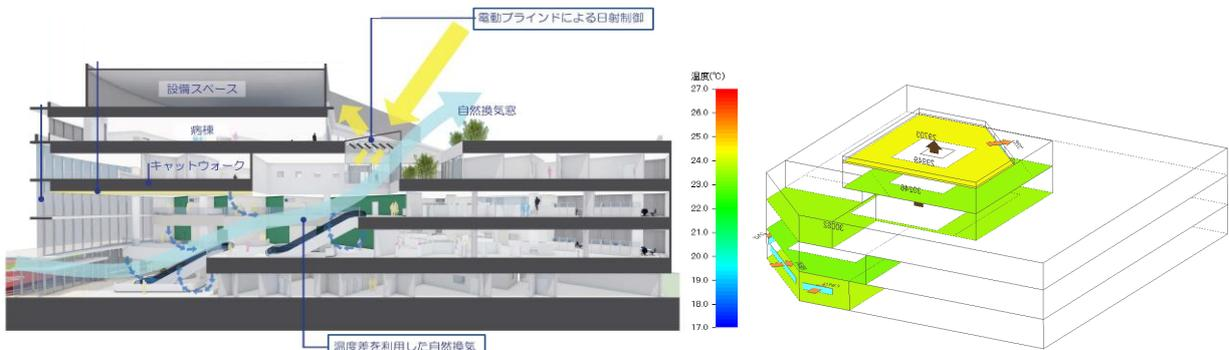 電動ブラインドによる日射制御
設備スペース
自然換気窓
病棟
キャットウォーク
温度差を利用した自然換気
温度(℃)
27.0
26.0
25.0
24.0
23.0
22.0
21.0
20.0
19.0
18.0
17.0